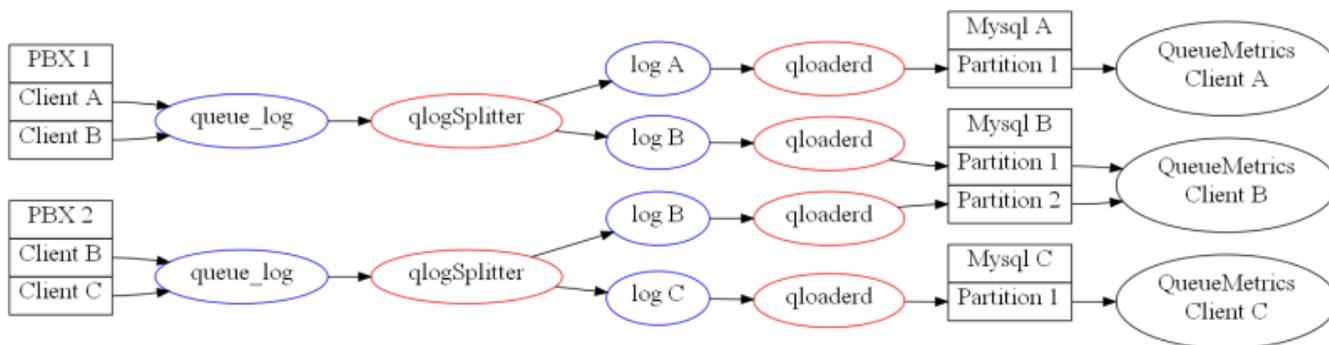 PBX 1
Client A
Client B
queue_log
qlogSplitter
log A
qloaderd
Mysql A
Partition 1
QueueMetrics
Client A
log B
qloaderd
Mysql B
Partition 1
Partition 2
QueueMetrics
Client B
PBX 2
Client B
Client C
queue_log
qlogSplitter
log B
qloaderd
log C
qloaderd
Mysql C
Partition 1
QueueMetrics
Client C